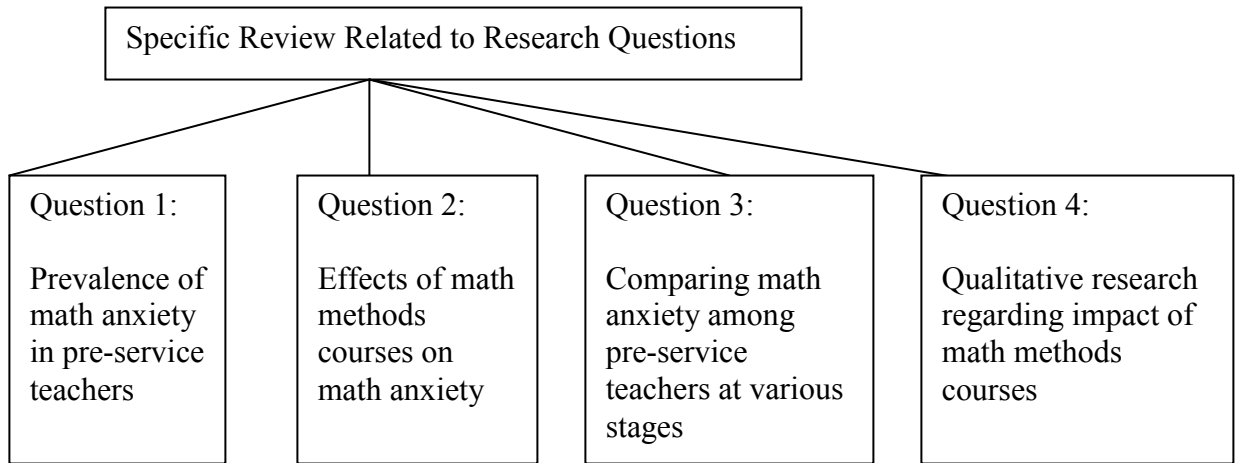 Specific Review Related to Research Questions
Question 1:
Prevalence of
math anxiety
in pre-service
teachers
Question 2:
Effects of math
methods
courses on
math anxiety
Question 3:
Comparing math
anxiety among
pre-service
teachers at various
stages
Question 4:
Qualitative research
regarding impact of
math methods
courses